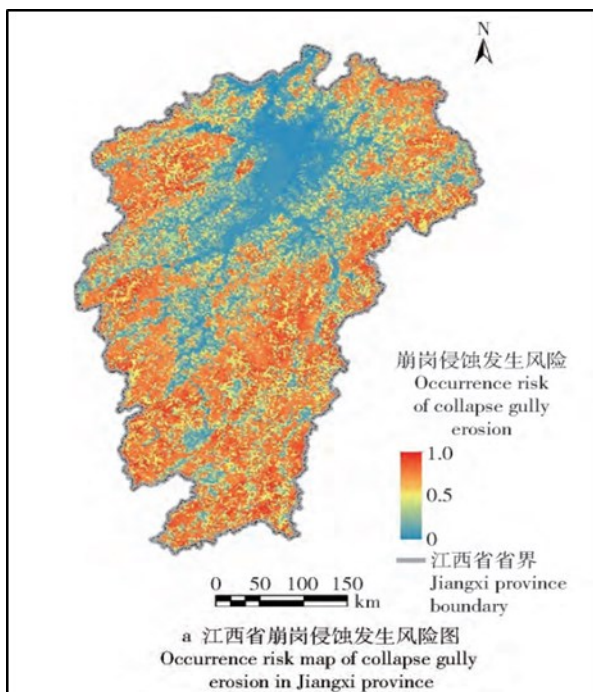 N
崩岗侵蚀发生风险
Occurrence risk
of collapse gully
erosion
1.0
0.5
0
江西省省界
Jiangxi province
boundary
0 50 100 150
km
a 江西省崩岗侵蚀发生风险图
Occurrence risk map of collapse gully
erosion in Jiangxi province